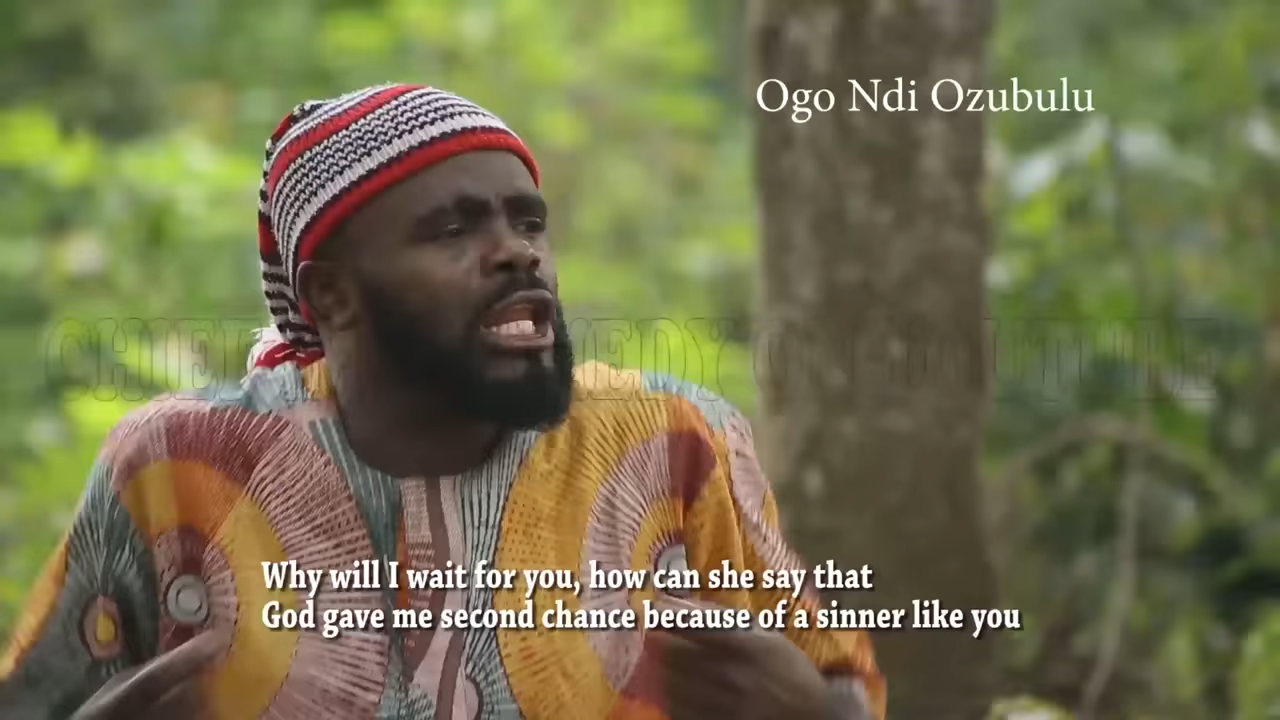 Ogo Ndi Ozubulu
Why will I wait for you, how can she say that
God gave me second chance because of a sinner like you